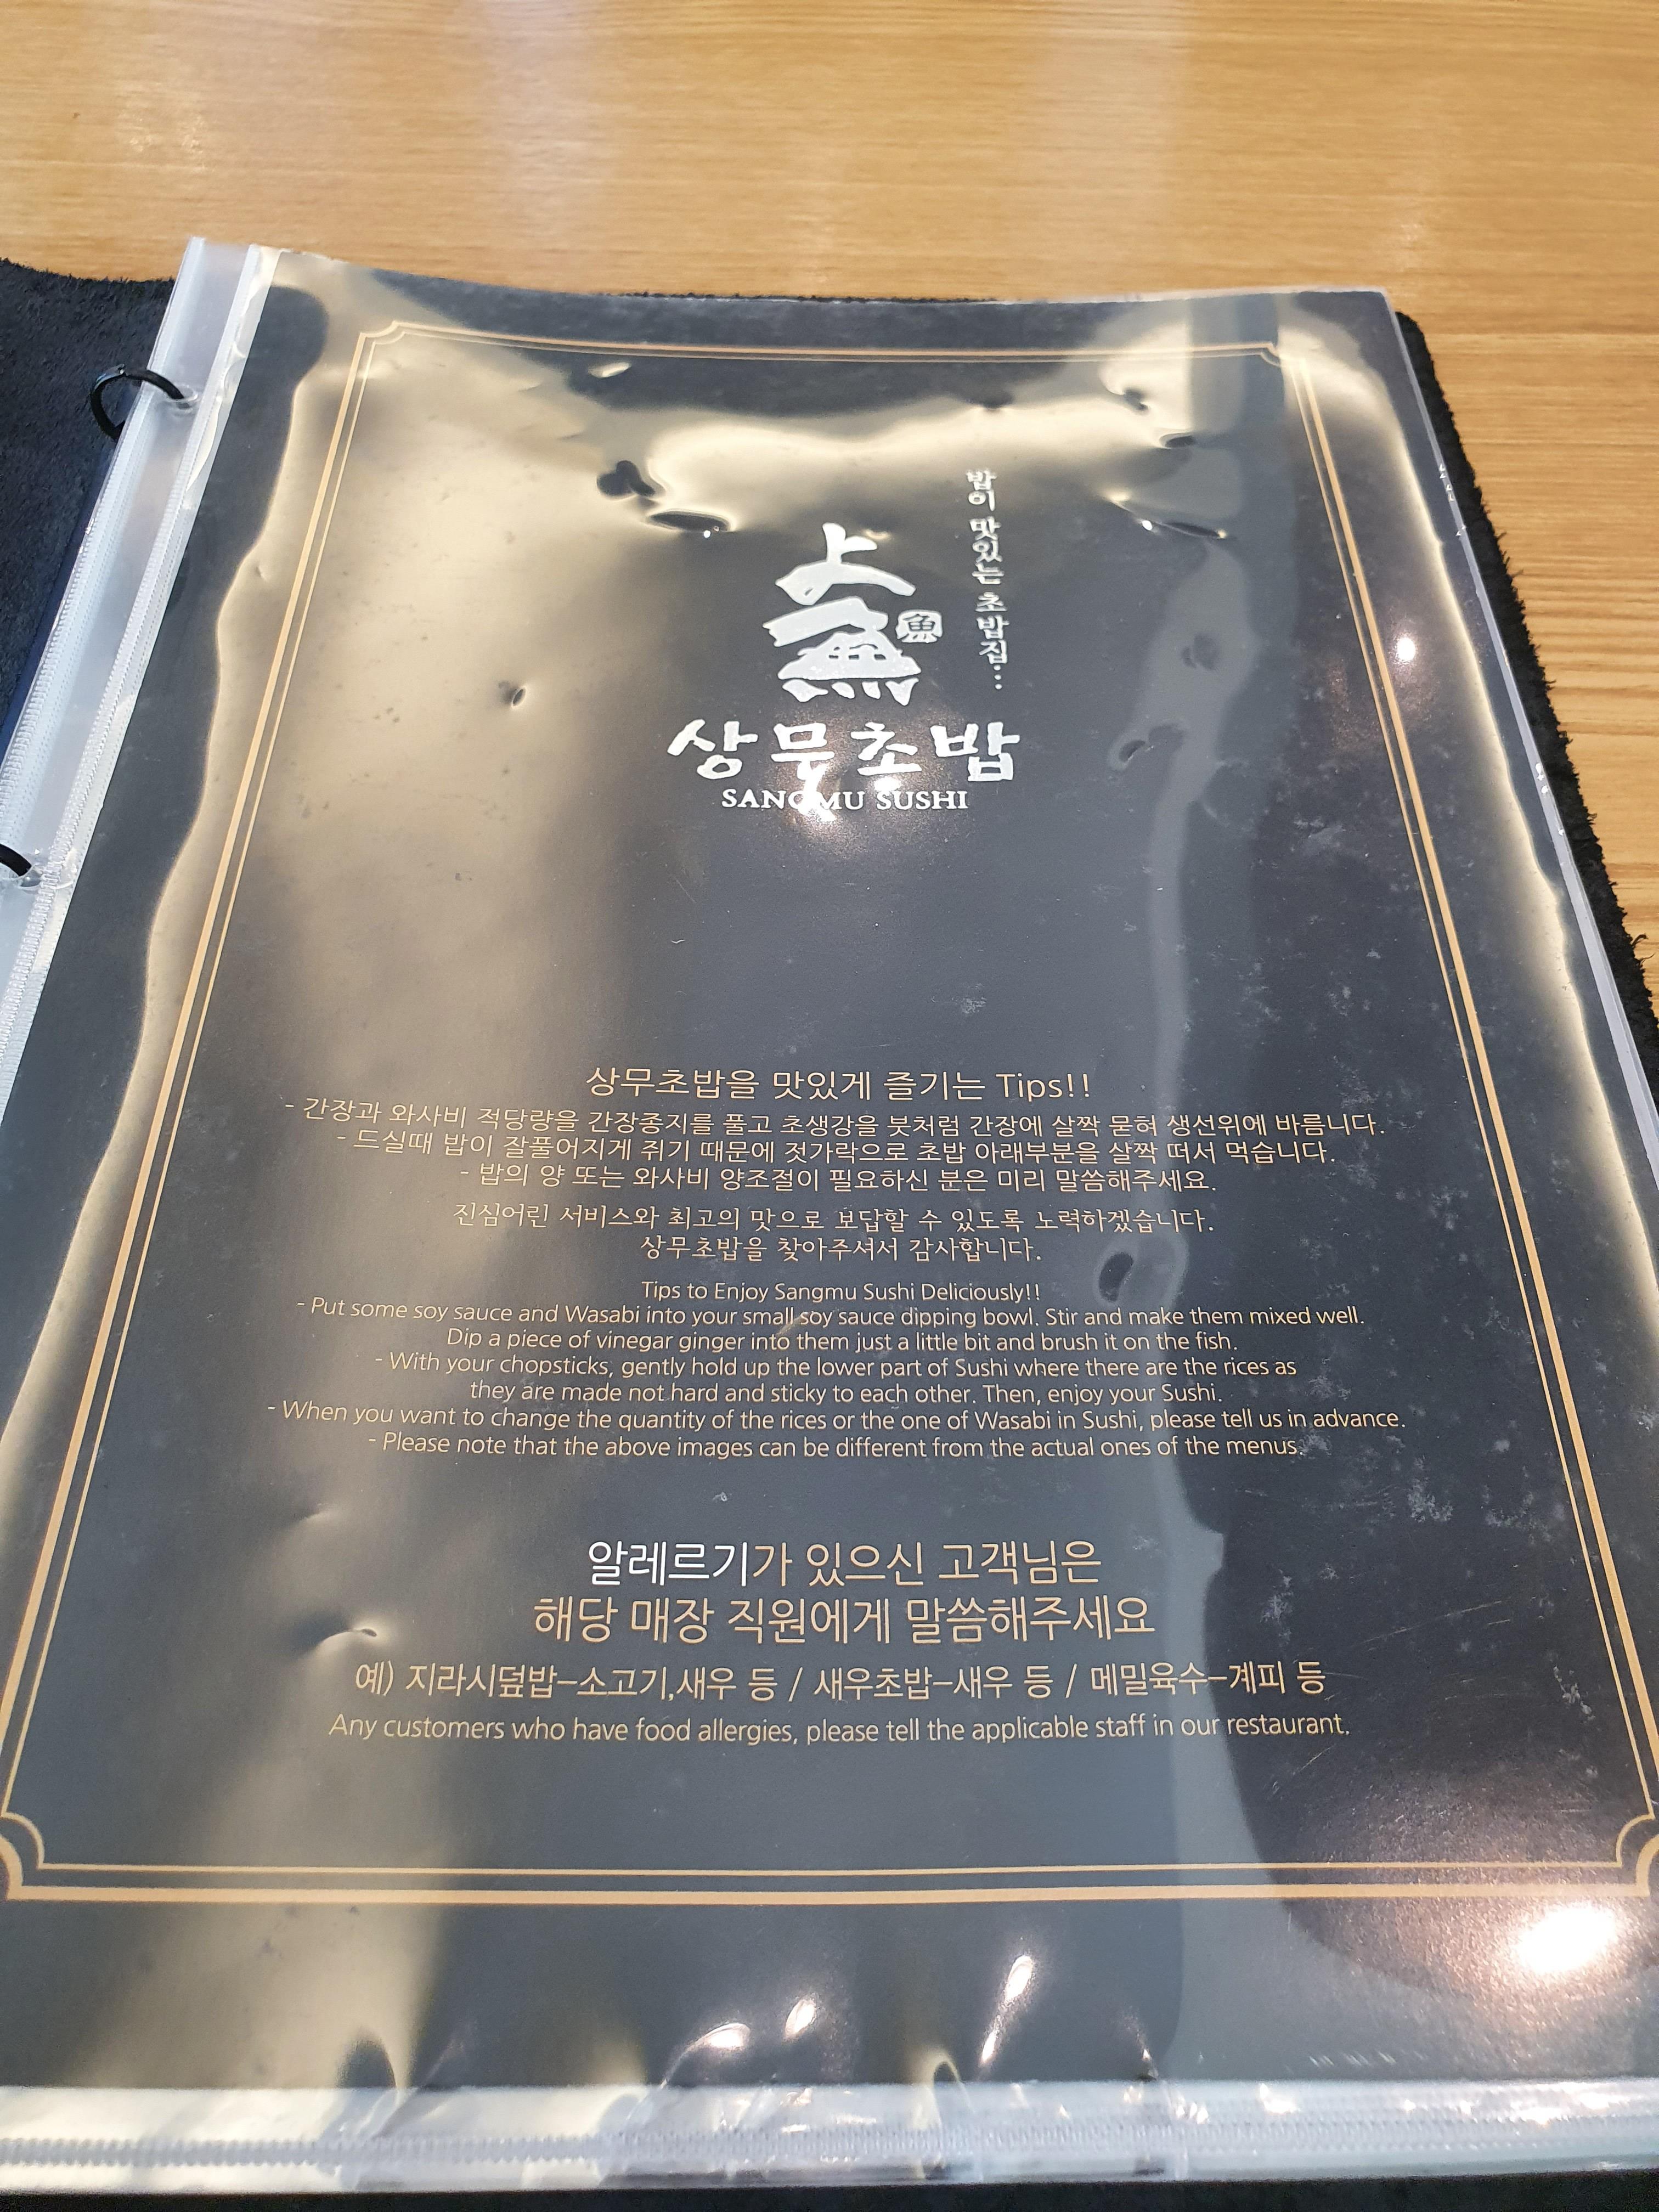 밥이 맛있는 초밥집...
上無
魚
상무초밥
SANGMU SUSHI
상무초밥을 맛있게 즐기는 Tips!!
- 간장과 와사비 적당량을 간장종지를 풀고 초생강을 붓처럼 간장에 살짝 묻혀 생선위에 바름니다.
- 드실때 밥이 잘풀어지게 쥐기 때문에 젓가락으로 초밥 아래부분을 살짝 떠서 먹습니다.
- 밥의 양 또는 와사비 양조절이 필요하신 분은 미리 말씀해주세요.
진심어린 서비스와 최고의 맛으로 보답할 수 있도록 노력하겠습니다.
상무초밥을 찾아주셔서 감사합니다.
Tips to Enjoy Sangmu Sushi Deliciously!!
- Put some soy sauce and Wasabi into your small soy sauce dipping bowl. Stir and make them mixed well.
Dip a piece of vinegar ginger into them just a little bit and brush it on the fish.
- With your chopsticks, gently hold up the lower part of Sushi where there are the rices as
they are made not hard and sticky to each other. Then, enjoy your Sushi.
- When you want to change the quantity of the rices or the one of Wasabi in Sushi, please tell us in advance.
- Please note that the above images can be different from the actual ones of the menus.
알레르기가 있으신 고객님은
해당 매장 직원에게 말씀해주세요
예) 지라시덮밥-소고기,새우 등 / 새우초밥-새우 등 / 메밀육수-계피 등
Any customers who have food allergies, please tell the applicable staff in our restaurant.